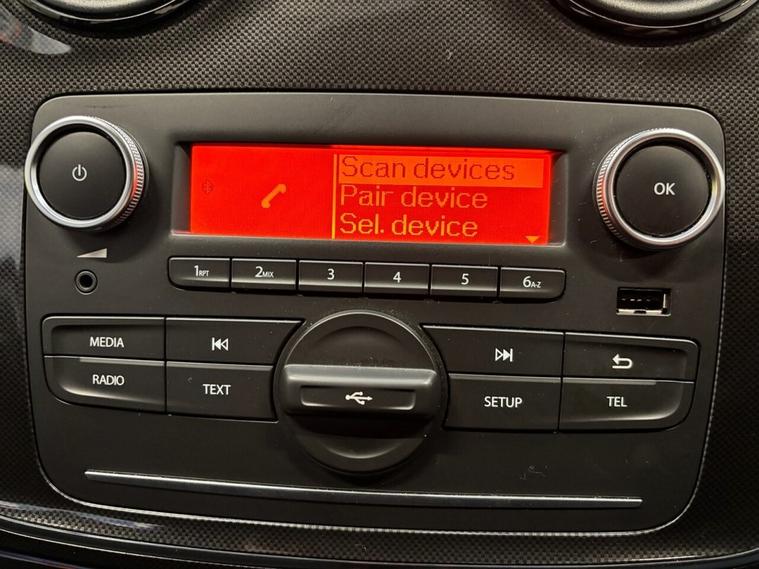 Scan devices
Pair device
Sel. device
OK
1RPT
2MIX
3
4
5
6A-Z
MEDIA
RADIO
TEXT
SETUP
TEL